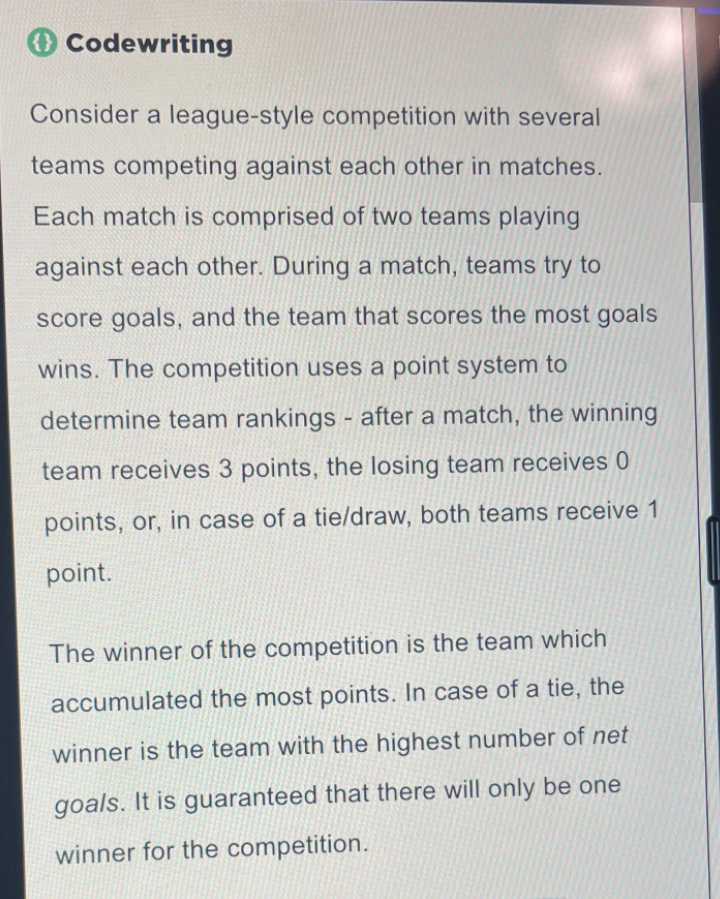 {} Codewriting
Consider a league-style competition with several
teams competing against each other in matches.
Each match is comprised of two teams playing
against each other. During a match, teams try to
score goals, and the team that scores the most goals
wins. The competition uses a point system to
determine team rankings - after a match, the winning
team receives 3 points, the losing team receives 0
points, or, in case of a tie/draw, both teams receive 1
point.
The winner of the competition is the team which
accumulated the most points. In case of a tie, the
winner is the team with the highest number of net
goals. It is guaranteed that there will only be one
winner for the competition.